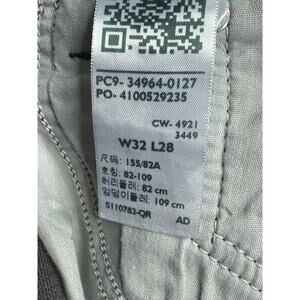 PC9- 34964-0127
PO- 4100529235
CW- 4921
3449
W32 L28
尺码: 155/82A
호칭: 82-109
허리둘레: 82 cm
엉덩이둘레: 109 cm
S110783-QR
AD